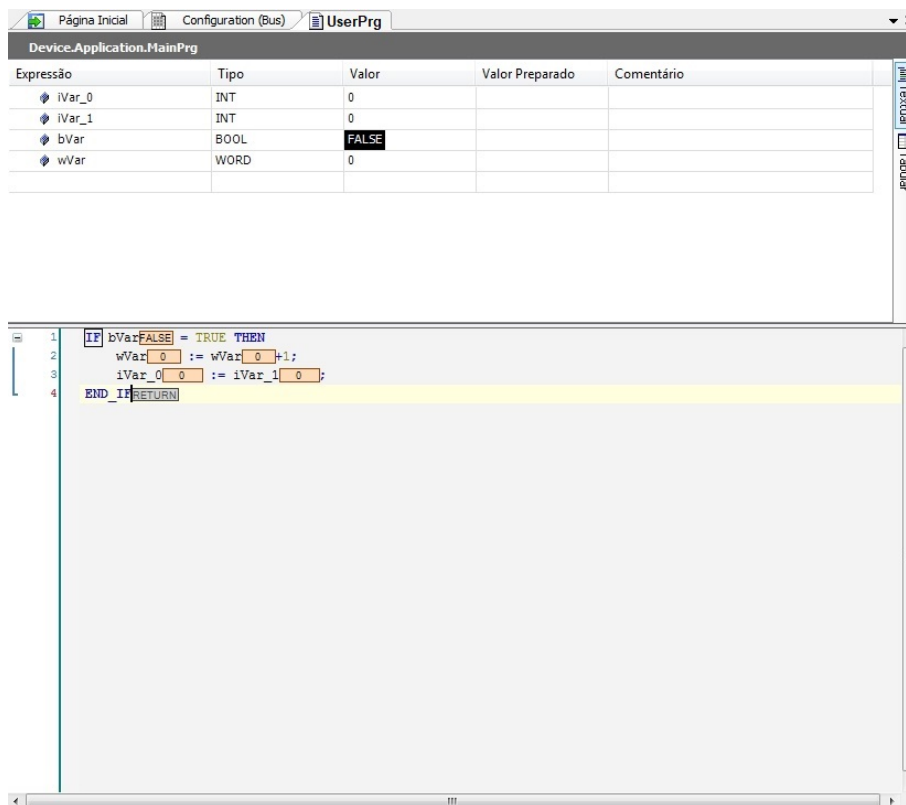 Página Inicial Configuration (Bus) UserPrg
Device.Application.MainPrg
Expressão Tipo Valor Valor Preparado Comentário
iVar_0 INT 0
iVar_1 INT 0
bVar BOOL FALSE
wVar WORD 0
Textual
Tabular
1 IF bVar FALSE = TRUE THEN
2 wVar 0 := wVar 0 +1;
3 iVar_0 0 := iVar_1 0 ;
4 END_IF RETURN